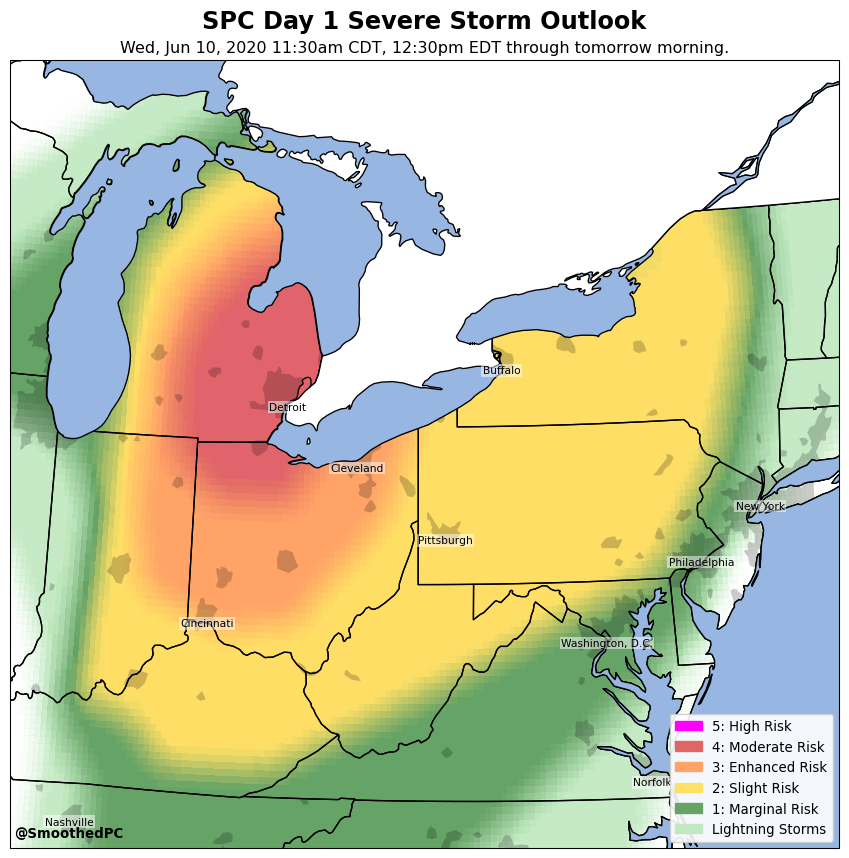 SPC Day 1 Severe Storm Outlook
Wed, Jun 10, 2020 11:30am CDT, 12:30pm EDT through tomorrow morning.
Buffalo
Detroit
Cleveland
New York
Pittsburgh
Philadelphia
Cincinnati
Washington, D.C.
5: High Risk
4: Moderate Risk
3: Enhanced Risk
2: Slight Risk
1: Marginal Risk
Lightning Storms
Norfolk
Nashville
@SmoothedPC